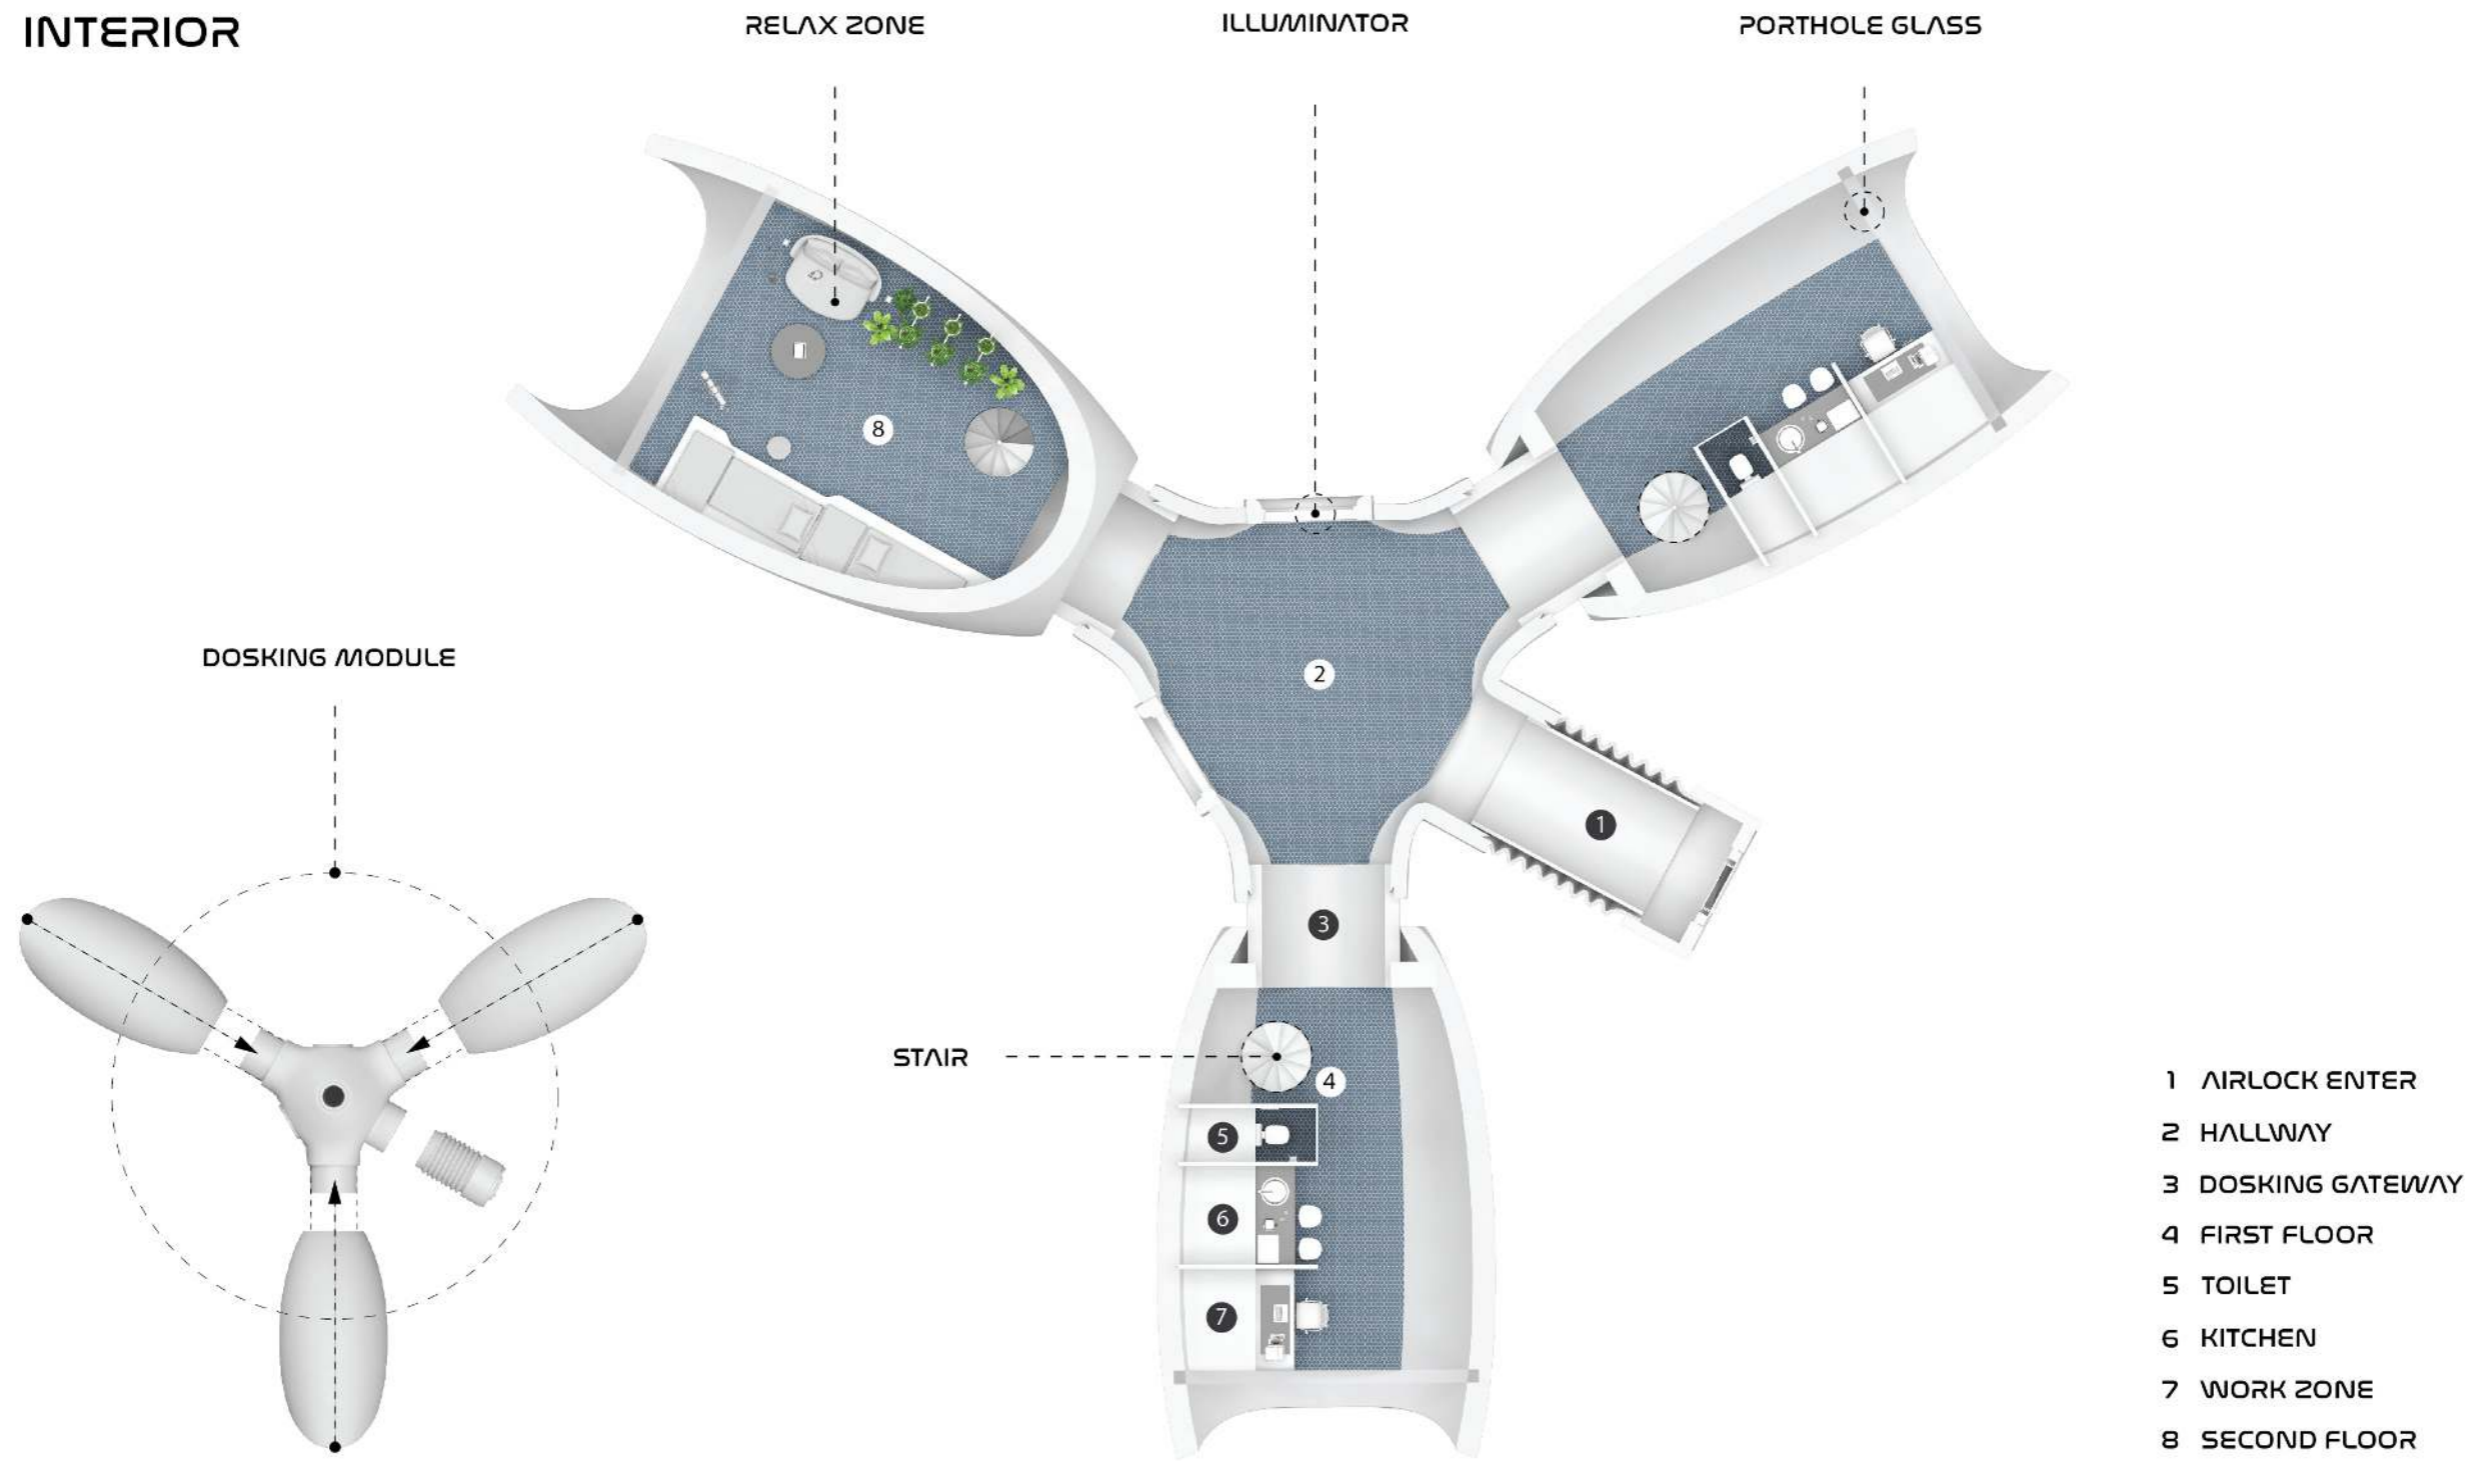 INTERIOR
RELAX ZONE
ILLUMINATOR
PORTHOLE GLASS
8
2
DOSKING MODULE
1
3
STAIR
4
5
6
7
1 AIRLOCK ENTER
2 HALLWAY
3 DOSKING GATEWAY
4 FIRST FLOOR
5 TOILET
6 KITCHEN
7 WORK ZONE
8 SECOND FLOOR